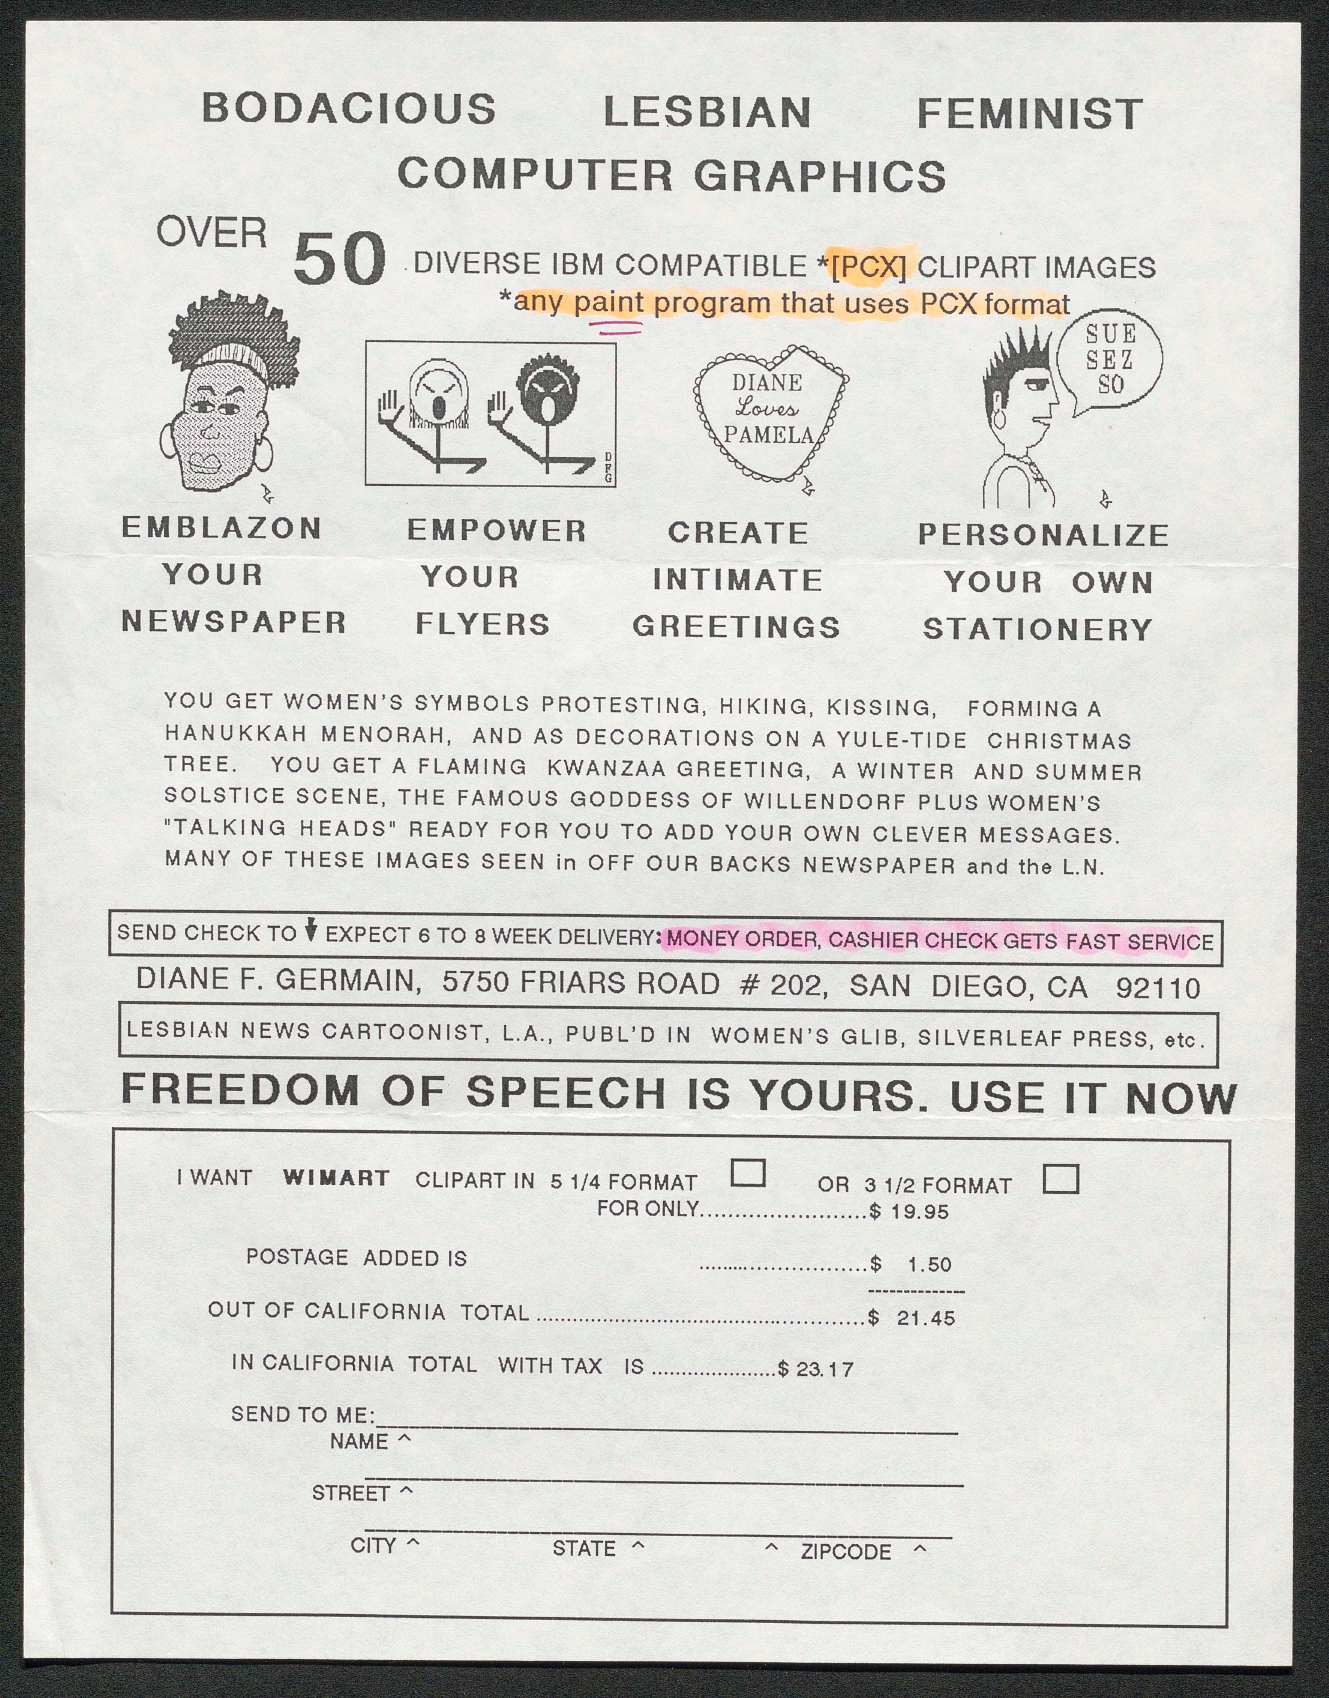 BODACIOUS LESBIAN FEMINIST
COMPUTER GRAPHICS
OVER 50 DIVERSE IBM COMPATIBLE *[PCX] CLIPART IMAGES
*any paint program that uses PCX format
DFG
DIANE
Loves
PAMELA
SUE
SEZ
SO
EMBLAZON
YOUR
NEWSPAPER
EMPOWER
YOUR
FLYERS
CREATE
INTIMATE
GREETINGS
PERSONALIZE
YOUR OWN
STATIONERY
YOU GET WOMEN'S SYMBOLS PROTESTING, HIKING, KISSING, FORMING A
HANUKKAH MENORAH, AND AS DECORATIONS ON A YULE-TIDE CHRISTMAS
TREE. YOU GET A FLAMING KWANZAA GREETING, A WINTER AND SUMMER
SOLSTICE SCENE, THE FAMOUS GODDESS OF WILLENDORF PLUS WOMEN'S
"TALKING HEADS" READY FOR YOU TO ADD YOUR OWN CLEVER MESSAGES.
MANY OF THESE IMAGES SEEN in OFF OUR BACKS NEWSPAPER and the L.N.
SEND CHECK TO EXPECT 6 TO 8 WEEK DELIVERY: MONEY ORDER, CASHIER CHECK GETS FAST SERVICE
DIANE F. GERMAIN, 5750 FRIARS ROAD # 202, SAN DIEGO, CA 92110
LESBIAN NEWS CARTOONIST, L.A., PUBL'D IN WOMEN'S GLIB, SILVERLEAF PRESS, etc.
FREEDOM OF SPEECH IS YOURS. USE IT NOW
I WANT WIMART CLIPART IN 5 1/4 FORMAT OR 3 1/2 FORMAT
FOR ONLY........................$ 19.95
POSTAGE ADDED IS ........................$ 1.50
------------
OUT OF CALIFORNIA TOTAL ........................$ 21.45
IN CALIFORNIA TOTAL WITH TAX IS .....................$ 23.17
SEND TO ME:
NAME ^
STREET ^
CITY ^ STATE ^ ^ ZIPCODE ^